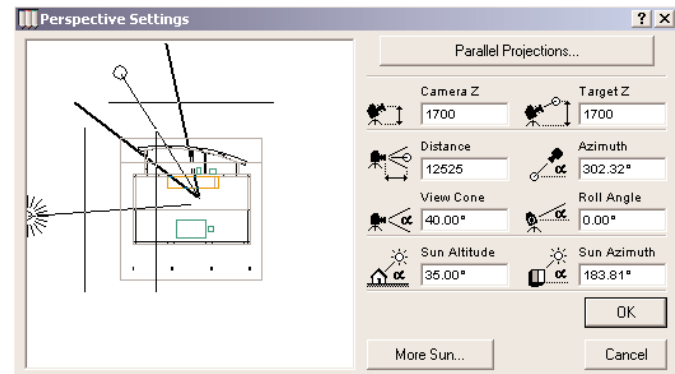 Perspective Settings
Parallel Projections...
Camera Z
Target Z
1700
1700
Distance
Azimuth
12525
302.32°
α
View Cone
Roll Angle
α
40.00°
α
0.00°
Sun Altitude
Sun Azimuth
α
35.00°
α
183.81°
OK
More Sun...
Cancel